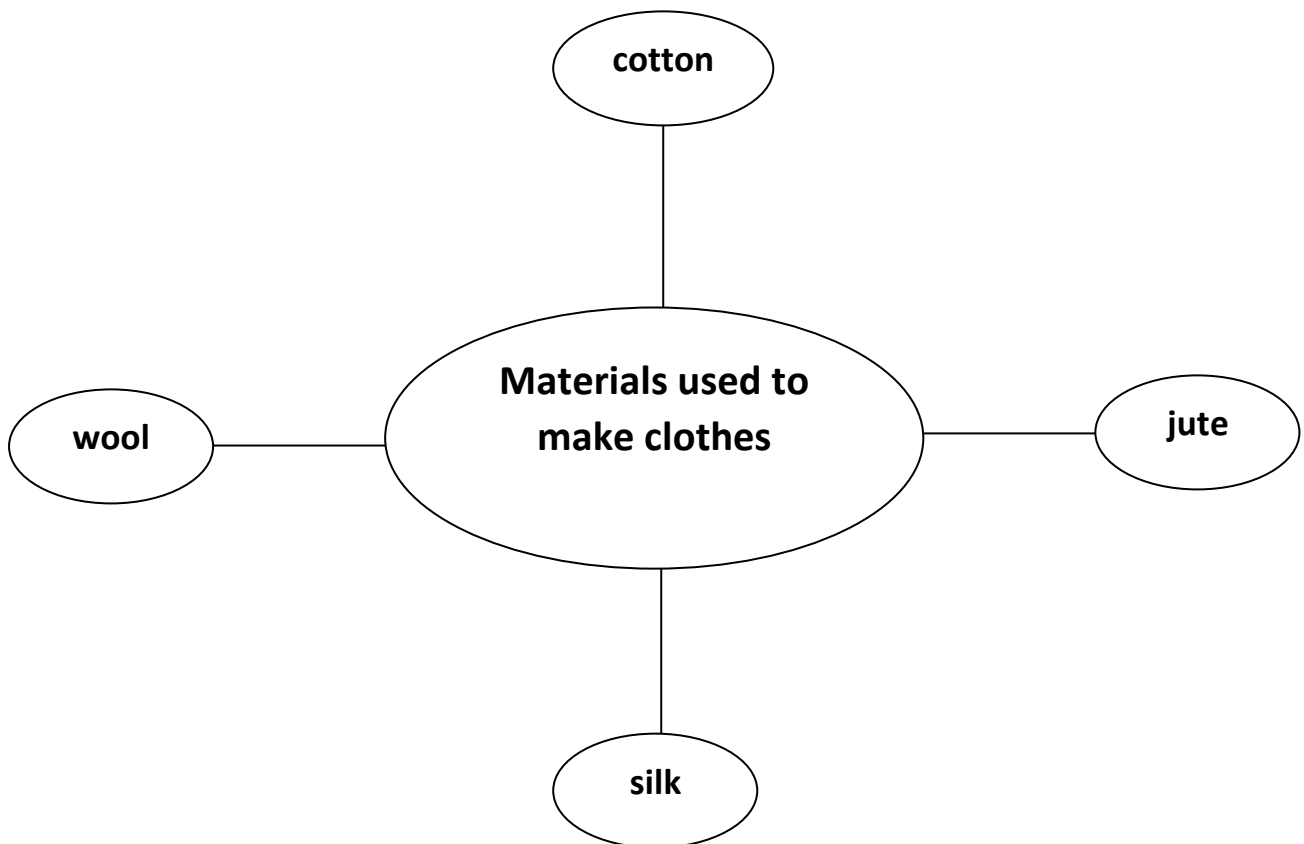 cotton
Materials used to
make clothes
wool
jute
silk